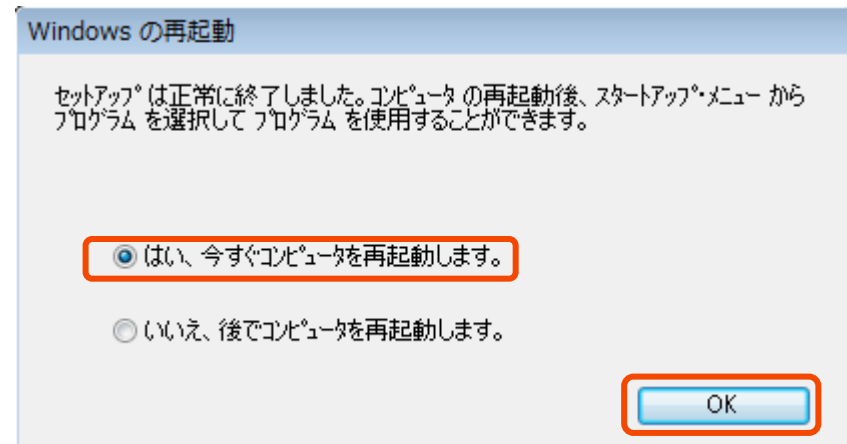 Windows の再起動
ｾｯﾄｱｯﾌﾟは正常に終了しました。ｺﾝﾋﾟｭｰﾀ の再起動後、ｽﾀｰﾄｱｯﾌﾟ･ﾒﾆｭｰ から
ﾌﾟﾛｸﾞﾗﾑ を選択して ﾌﾟﾛｸﾞﾗﾑ を使用することができます。
はい、今すぐｺﾝﾋﾟｭｰﾀを再起動します。
いいえ、後でｺﾝﾋﾟｭｰﾀを再起動します。
OK